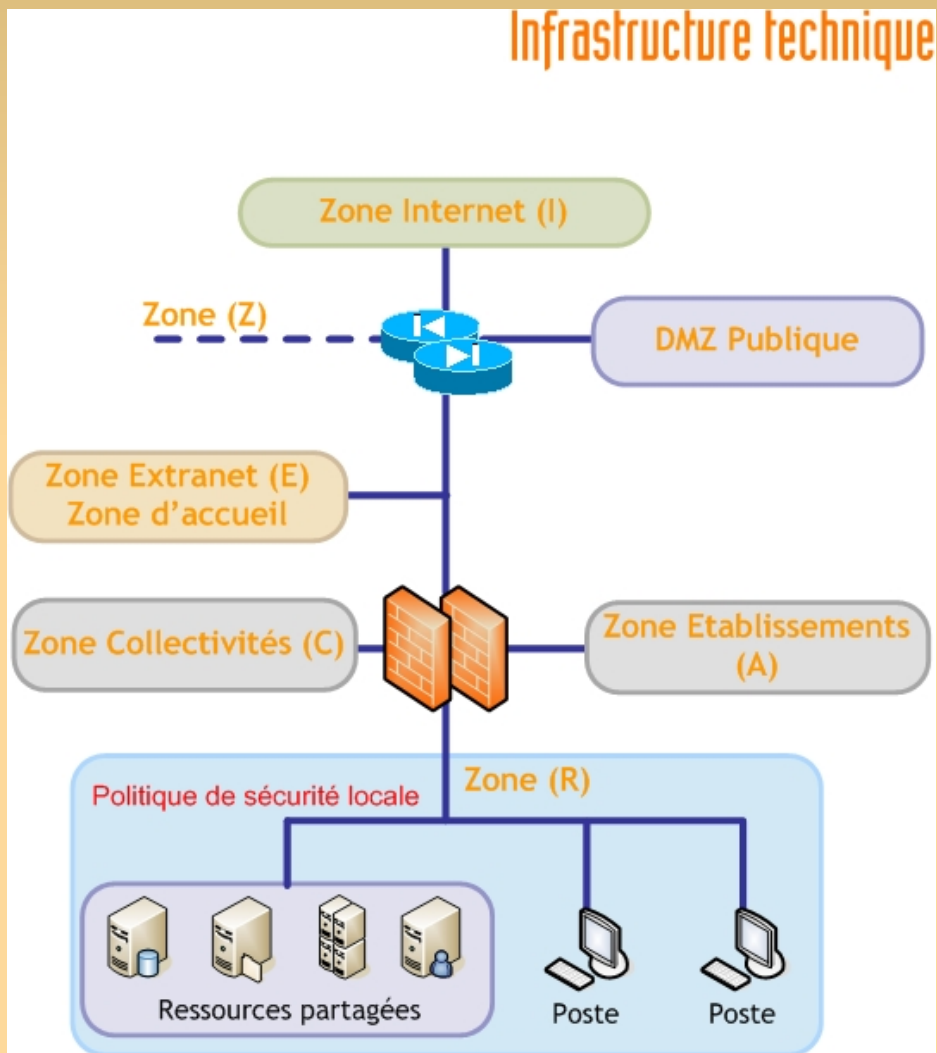 Infrastructure technique
Zone Internet (I)
Zone (Z)
DMZ Publique
Zone Extranet (E)
Zone d'accueil
Zone Collectivités (C)
Zone Etablissements
(A)
Zone (R)
Politique de sécurité locale
Ressources partagées
Poste
Poste